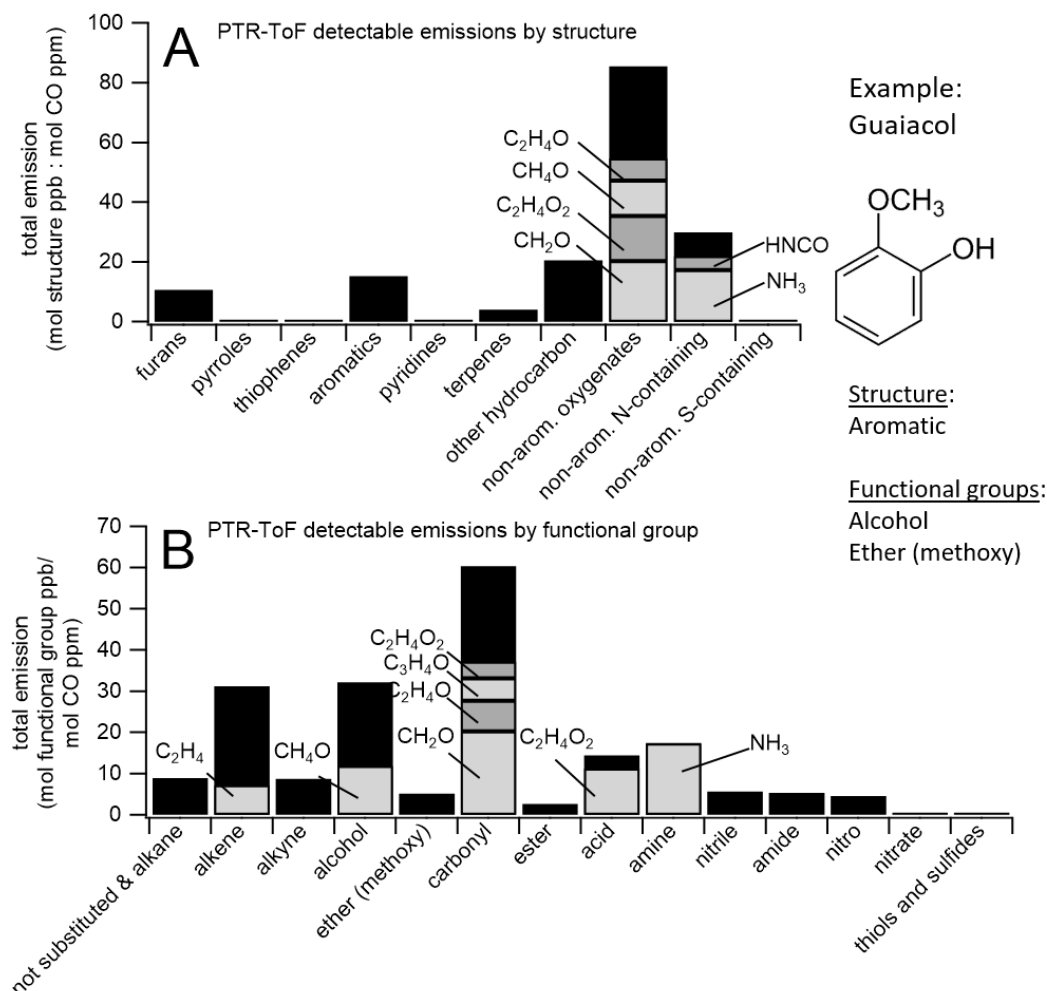 A PTR-ToF detectable emissions by structure
total emission
(mol structure ppb : mol CO ppm)
100
80
60
40
20
0
C₂H₄O
CH₄O
C₂H₄O₂
CH₂O
HNCO
NH₃
furans
pyrroles
thiophenes
aromatics
pyridines
terpenes
other hydrocarbon
non-arom. oxygenates
non-arom. N-containing
non-arom. S-containing
Example:
Guaiacol
OCH₃
OH
Structure:
Aromatic
Functional groups:
Alcohol
Ether (methoxy)
B PTR-ToF detectable emissions by functional group
total emission
(mol functional group ppb/
mol CO ppm)
70
60
50
40
30
20
10
0
C₂H₄
CH₄O
C₂H₄O₂
C₃H₄O
C₂H₄O
CH₂O
C₂H₄O₂
NH₃
not substituted & alkane
alkene
alkyne
alcohol
ether (methoxy)
carbonyl
ester
acid
amine
nitrile
amide
nitro
nitrate
thiols and sulfides